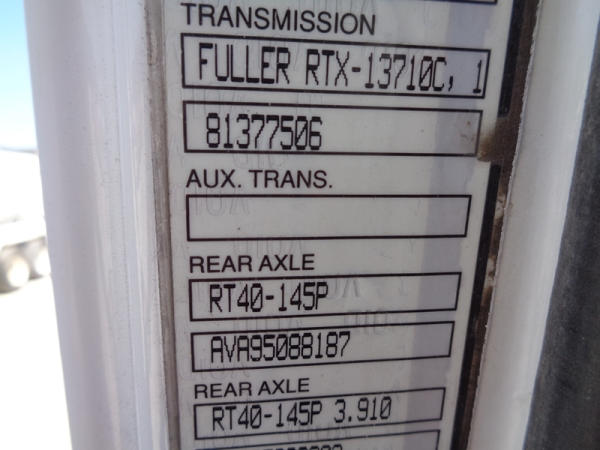 TRANSMISSION
FULLER RTX-13710C, 1
81377506
AUX. TRANS.
REAR AXLE
RT40-145P
AVA95088187
REAR AXLE
RT40-145P 3.910